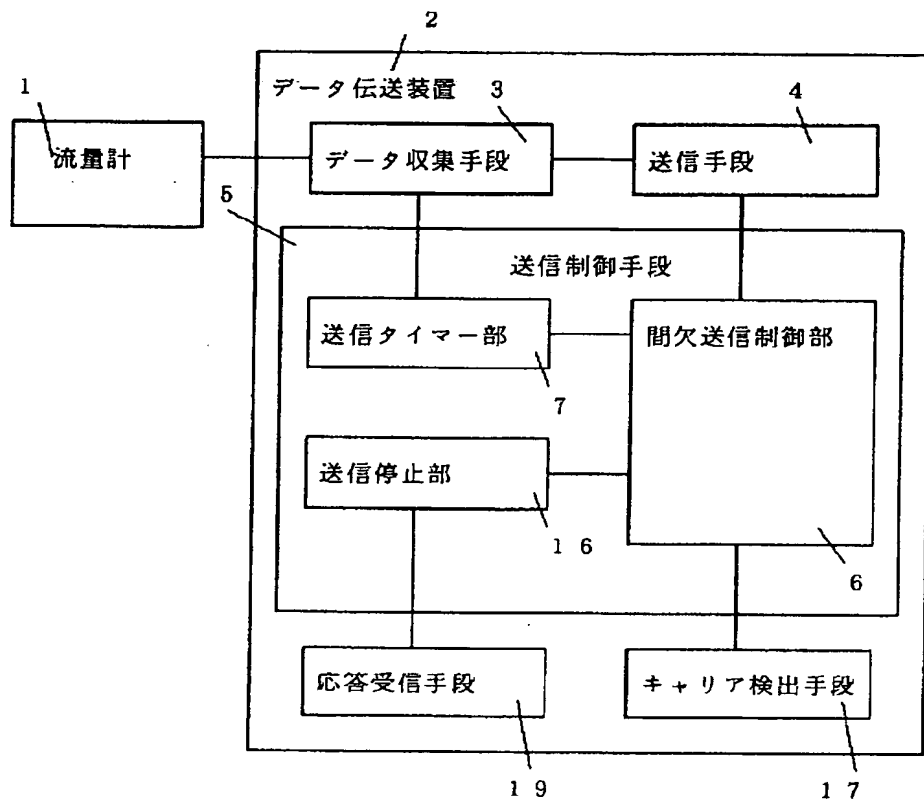 2
データ伝送装置
1
3
4
流量計
データ収集手段
送信手段
5
送信制御手段
送信タイマー部
間欠送信制御部
7
送信停止部
16
6
応答受信手段
キャリア検出手段
19
17